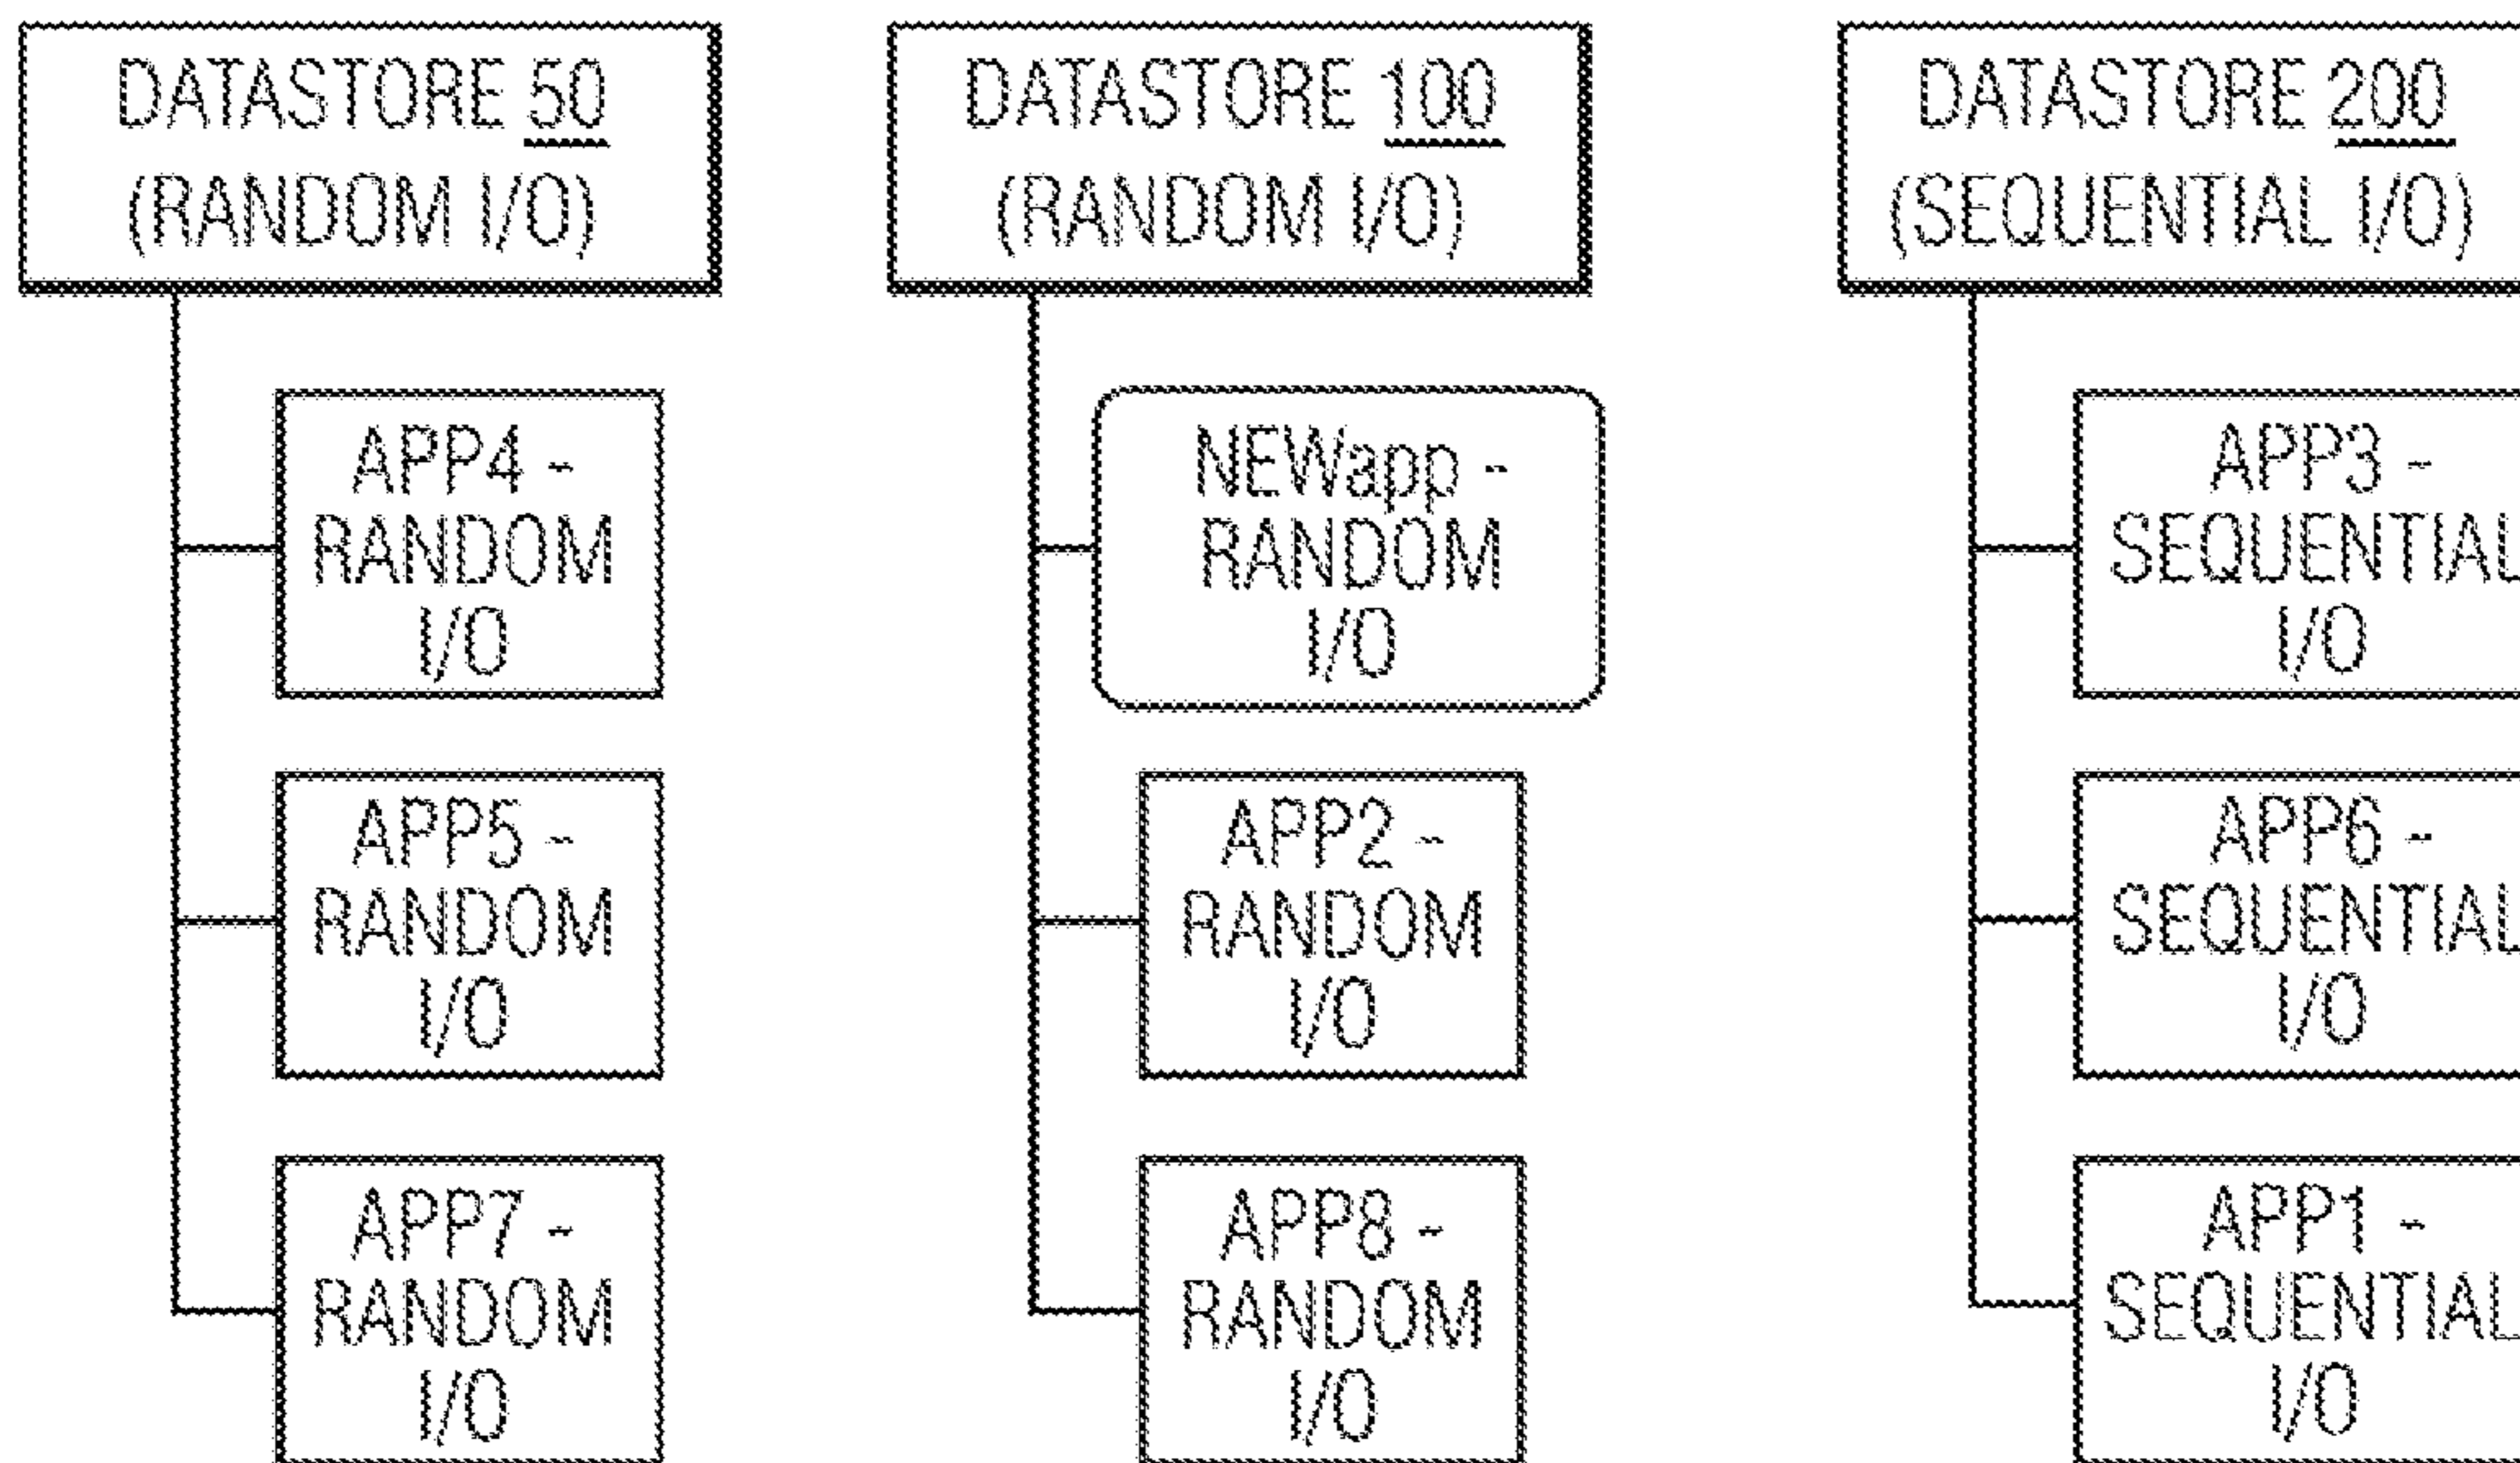 DATASTORE 50
(RANDOM I/O)
APP4 -
RANDOM
I/O
APP5 -
RANDOM
I/O
APP7 -
RANDOM
I/O
DATASTORE 100
(RANDOM I/O)
NEWapp -
RANDOM
I/O
APP2 -
RANDOM
I/O
APP8 -
RANDOM
I/O
DATASTORE 200
(SEQUENTIAL I/O)
APP3 -
SEQUENTIAL
I/O
APP6 -
SEQUENTIAL
I/O
APP1 -
SEQUENTIAL
I/O